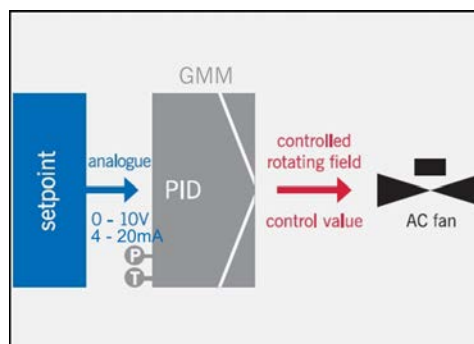 GMM
setpoint
analogue
0 - 10V
4 - 20mA
PID
P
T
controlled
rotating field
control value
AC fan